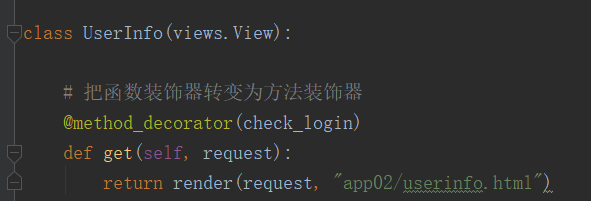 class UserInfo(views.View):
# 把函数装饰器转变为方法装饰器
@method_decorator(check_login)
def get(self, request):
return render(request, "app02/userinfo.html")